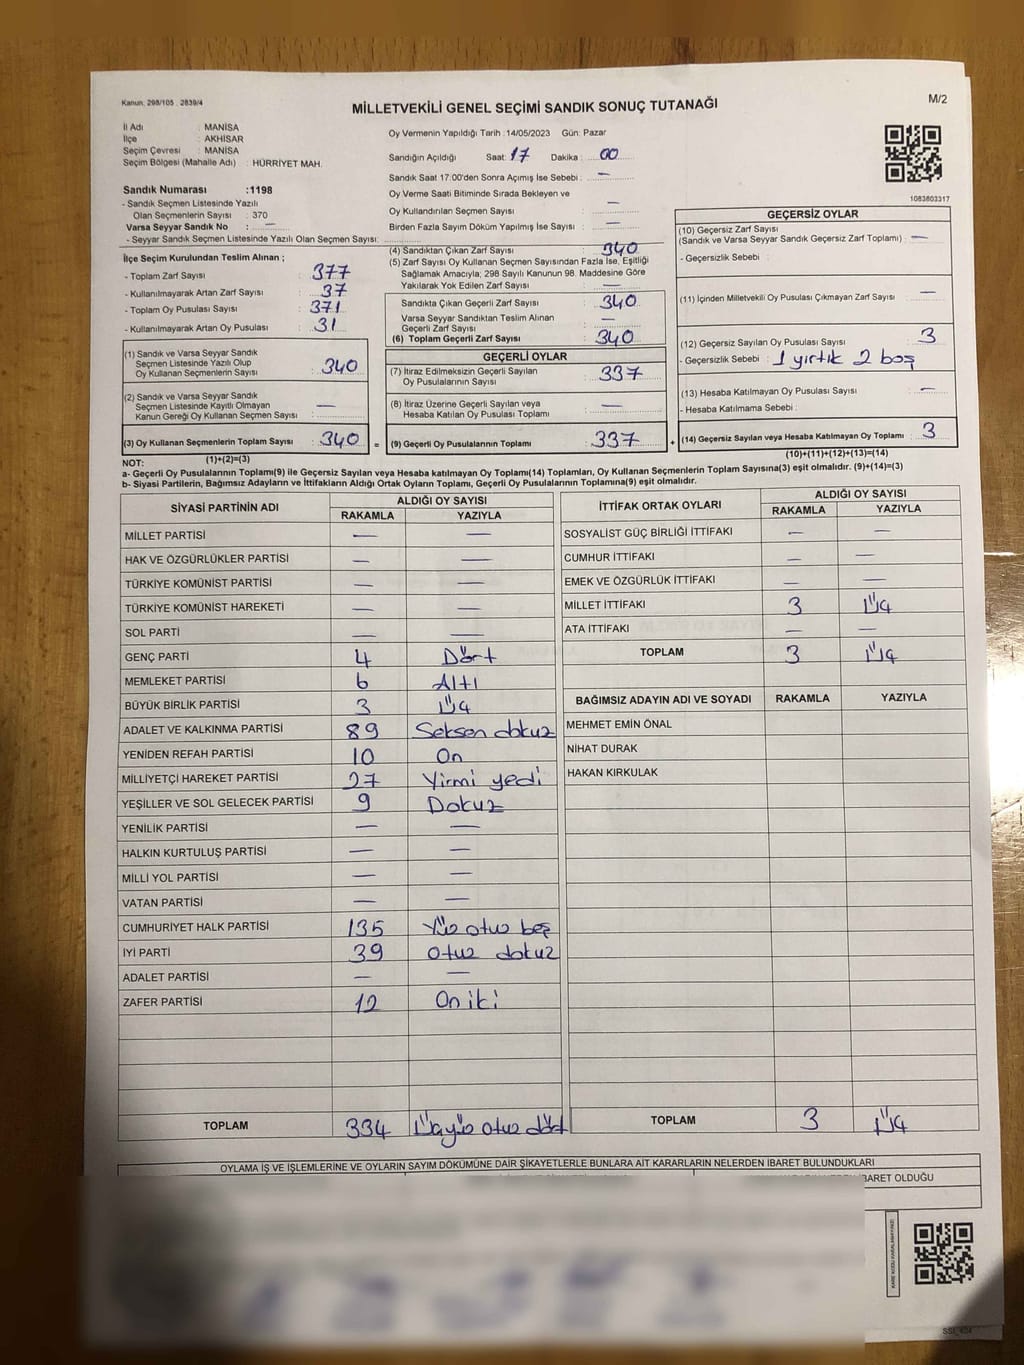 Kanun: 298/105 . 2839/4
MİLLETVEKİLİ GENEL SEÇİMİ SANDIK SONUÇ TUTANAĞI
M/2
İl Adı : MANİSA
İlçe : AKHİSAR
Seçim Çevresi : MANİSA
Seçim Bölgesi (Mahalle Adı) : HÜRRİYET MAH.
Sandık Numarası :1198
- Sandık Seçmen Listesinde Yazılı
Olan Seçmenlerin Sayısı : 370
Varsa Seyyar Sandık No : —
- Seyyar Sandık Seçmen Listesinde Yazılı Olan Seçmen Sayısı:
İlçe Seçim Kurulundan Teslim Alınan ;
- Toplam Zarf Sayısı : 377
- Kullanılmayarak Artan Zarf Sayısı : 37
- Toplam Oy Pusulası Sayısı : 371
- Kullanılmayarak Artan Oy Pusulası : 31
(1) Sandık ve Varsa Seyyar Sandık
Seçmen Listesinde Yazılı Olup
Oy Kullanan Seçmenlerin Sayısı : 340
(2) Sandık ve Varsa Seyyar Sandık
Seçmen Listesinde Kayıtlı Olmayan
Kanun Gereği Oy Kullanan Seçmen Sayısı : —
(3) Oy Kullanan Seçmenlerin Toplam Sayısı : 340 =
(1)+(2)=(3)
Oy Vermenin Yapıldığı Tarih : 14/05/2023 Gün: Pazar
Sandığın Açıldığı Saat: 17 Dakika : 00
Sandık Saat 17:00'den Sonra Açımış İse Sebebi : —
Oy Verme Saati Bitiminde Sırada Bekleyen ve
Oy Kullandırılan Seçmen Sayısı : —
Birden Fazla Sayım Döküm Yapılmış İse Sayısı : —
(4) Sandıktan Çıkan Zarf Sayısı : 340
(5) Zarf Sayısı Oy Kullanan Seçmen Sayısından Fazla İse, Eşitliği
Sağlamak Amacıyla; 298 Sayılı Kanunun 98. Maddesine Göre
Yakılarak Yok Edilen Zarf Sayısı : —
Sandıkta Çıkan Geçerli Zarf Sayısı : 340
Varsa Seyyar Sandıktan Teslim Alınan
Geçerli Zarf Sayısı : —
(6) Toplam Geçerli Zarf Sayısı : 340
GEÇERLİ OYLAR
(7) İtiraz Edilmeksizin Geçerli Sayılan
Oy Pusulalarının Sayısı : 337
(8) İtiraz Üzerine Geçerli Sayılan veya
Hesaba Katılan Oy Pusulası Toplamı : —
(9) Geçerli Oy Pusulalarının Toplamı : 337 +
1083803317
GEÇERSİZ OYLAR
(10) Geçersiz Zarf Sayısı
(Sandık ve Varsa Seyyar Sandık Geçersiz Zarf Toplamı) : —
- Geçersizlik Sebebi :
(11) İçinden Milletvekili Oy Pusulası Çıkmayan Zarf Sayısı : —
(12) Geçersiz Sayılan Oy Pusulası Sayısı : 3
- Geçersizlik Sebebi : 1 yırtık 2 boş
(13) Hesaba Katılmayan Oy Pusulası Sayısı : —
- Hesaba Katılmama Sebebi :
(14) Geçersiz Sayılan veya Hesaba Katılmayan Oy Toplamı : 3
(10)+(11)+(12)+(13)=(14)
NOT:
a- Geçerli Oy Pusulalarının Toplamı(9) ile Geçersiz Sayılan veya Hesaba katılmayan Oy Toplamı(14) Toplamları, Oy Kullanan Seçmenlerin Toplam Sayısına(3) eşit olmalıdır. (9)+(14)=(3)
b- Siyasi Partilerin, Bağımsız Adayların ve İttifakların Aldığı Ortak Oyların Toplamı, Geçerli Oy Pusulalarının Toplamına(9) eşit olmalıdır.
SİYASİ PARTİNİN ADI ALDIĞI OY SAYISI
RAKAMLA YAZIYLA
MİLLET PARTİSİ — —
HAK VE ÖZGÜRLÜKLER PARTİSİ — —
TÜRKİYE KOMÜNİST PARTİSİ — —
TÜRKİYE KOMÜNİST HAREKETİ — —
SOL PARTİ — —
GENÇ PARTİ 4 Dört
MEMLEKET PARTİSİ 6 Altı
BÜYÜK BİRLİK PARTİSİ 3 Üç
ADALET VE KALKINMA PARTİSİ 89 Seksen dokuz
YENİDEN REFAH PARTİSİ 10 On
MİLLİYETÇİ HAREKET PARTİSİ 27 Yirmi yedi
YEŞİLLER VE SOL GELECEK PARTİSİ 9 Dokuz
YENİLİK PARTİSİ — —
HALKIN KURTULUŞ PARTİSİ — —
MİLLİ YOL PARTİSİ — —
VATAN PARTİSİ — —
CUMHURİYET HALK PARTİSİ 135 Yüz otuz beş
İYİ PARTİ 39 Otuz dokuz
ADALET PARTİSİ — —
ZAFER PARTİSİ 12 On iki
TOPLAM 334 Üçyüz otuz dört
İTTİFAK ORTAK OYLARI ALDIĞI OY SAYISI
RAKAMLA YAZIYLA
SOSYALİST GÜÇ BİRLİĞİ İTTİFAKI — —
CUMHUR İTTİFAKI — —
EMEK VE ÖZGÜRLÜK İTTİFAKI — —
MİLLET İTTİFAKI 3 Üç
ATA İTTİFAKI — —
TOPLAM 3 Üç
BAĞIMSIZ ADAYIN ADI VE SOYADI RAKAMLA YAZIYLA
MEHMET EMİN ÖNAL
NİHAT DURAK
HAKAN KIRKULAK
TOPLAM 3 Üç
OYLAMA İŞ VE İŞLEMLERİNE VE OYLARIN SAYIM DÖKÜMÜNE DAİR ŞİKAYETLERLE BUNLARA AİT KARARLARIN NELERDEN İBARET BULUNDUKLARI
İBARET OLDUĞU